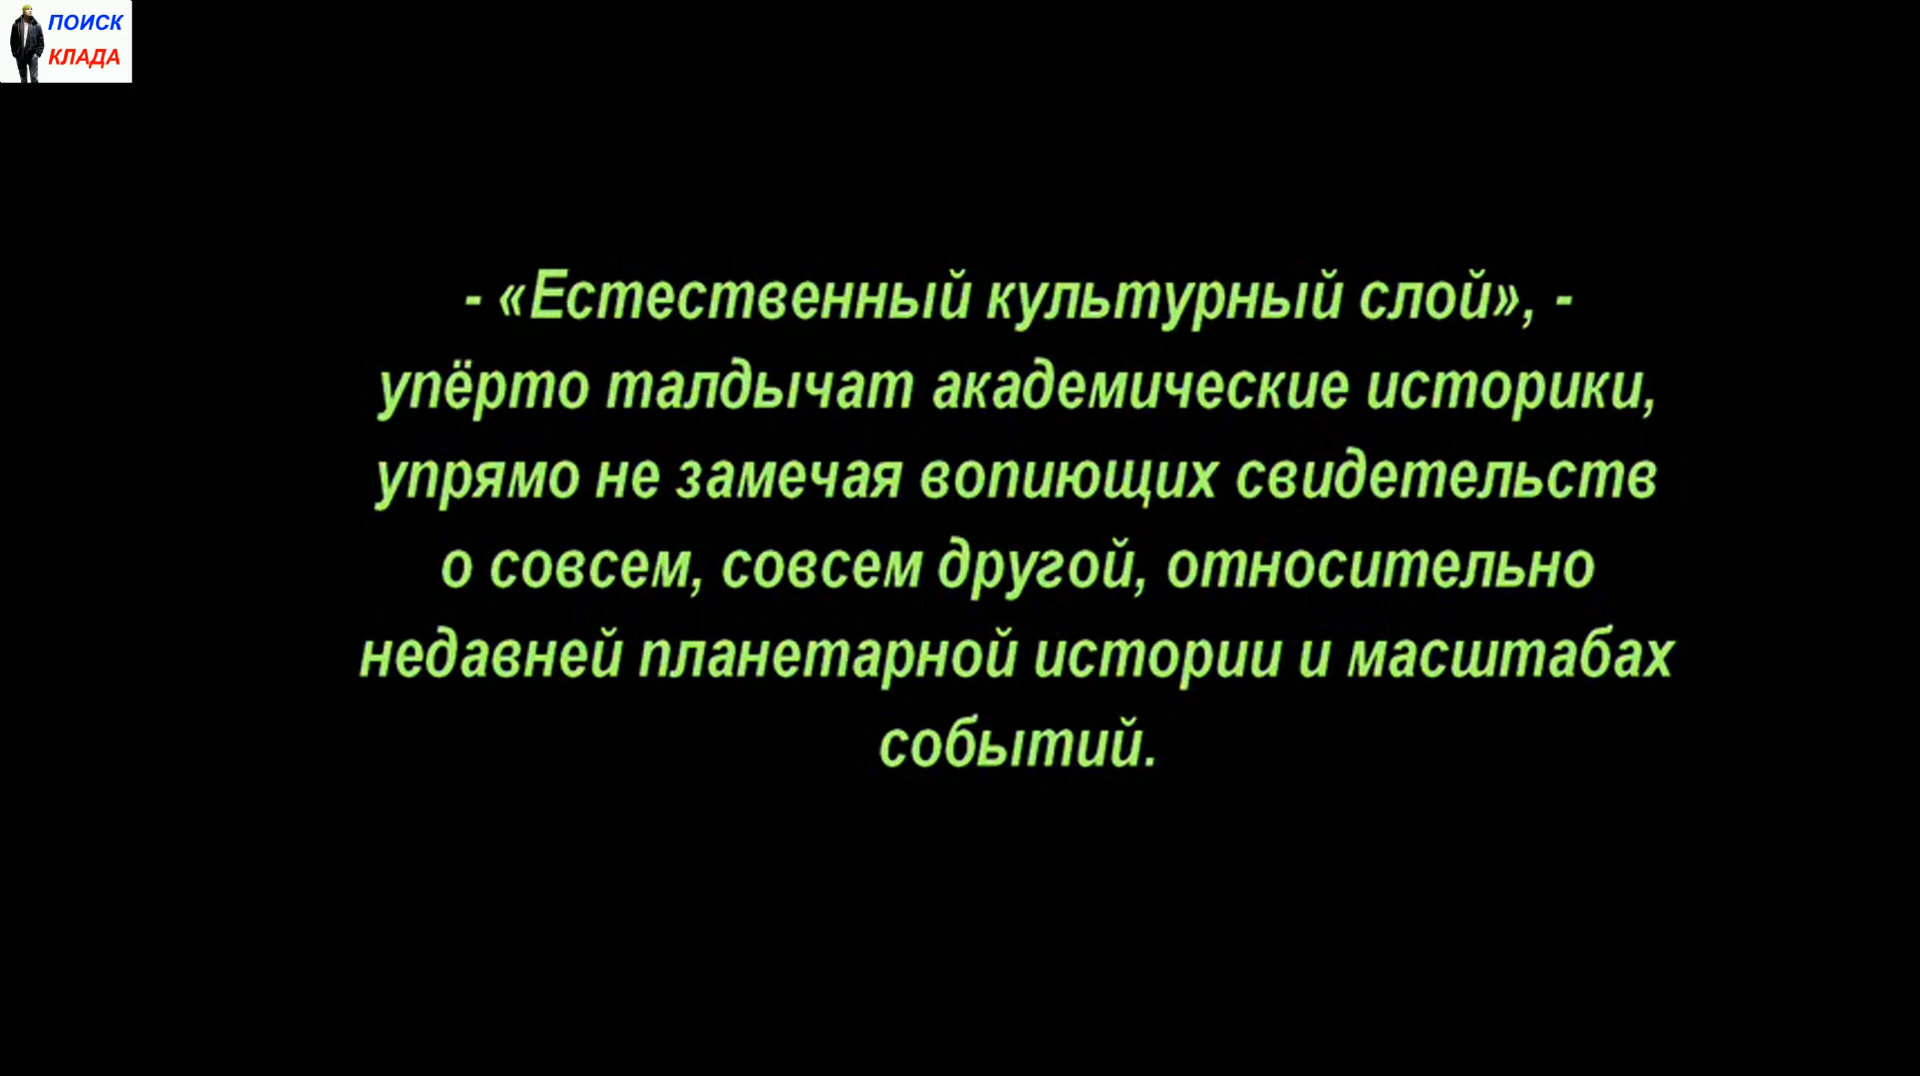 ПОИСК
КЛАДА
- «Естественный культурный слой», -
упёрто талдычат академические историки,
упрямо не замечая вопиющих свидетельств
о совсем, совсем другой, относительно
недавней планетарной истории и масштабах
событий.